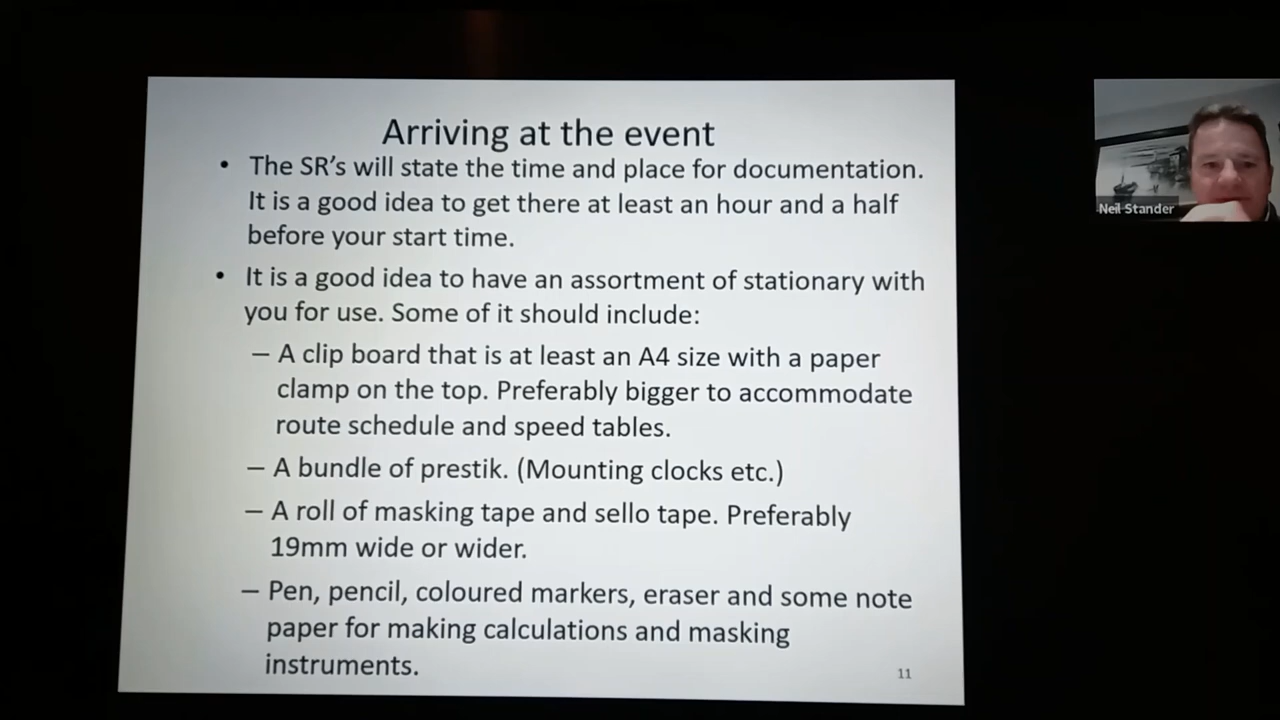 Arriving at the event
• The SR's will state the time and place for documentation.
It is a good idea to get there at least an hour and a half
before your start time.
• It is a good idea to have an assortment of stationary with
you for use. Some of it should include:
– A clip board that is at least an A4 size with a paper
clamp on the top. Preferably bigger to accommodate
route schedule and speed tables.
– A bundle of prestik. (Mounting clocks etc.)
– A roll of masking tape and sello tape. Preferably
19mm wide or wider.
– Pen, pencil, coloured markers, eraser and some note
paper for making calculations and masking
instruments.
11
Neil Stander